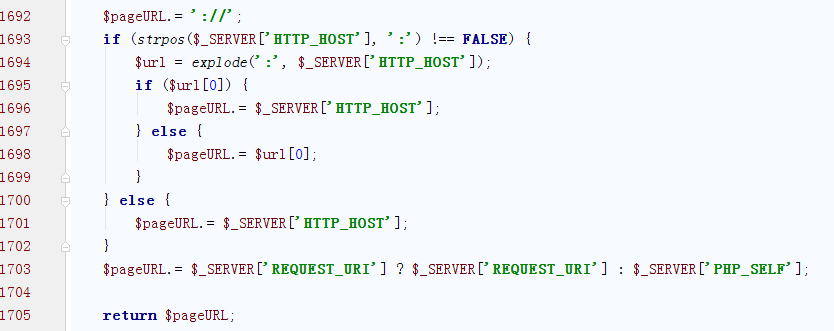 1692 $pageURL.= '://';
1693 if (strpos($_SERVER['HTTP_HOST'], ':') !== FALSE) {
1694 $url = explode(':', $_SERVER['HTTP_HOST']);
1695 if ($url[0]) {
1696 $pageURL.= $_SERVER['HTTP_HOST'];
1697 } else {
1698 $pageURL.= $url[0];
1699 }
1700 } else {
1701 $pageURL.= $_SERVER['HTTP_HOST'];
1702 }
1703 $pageURL.= $_SERVER['REQUEST_URI'] ? $_SERVER['REQUEST_URI'] : $_SERVER['PHP_SELF'];
1704
1705 return $pageURL;